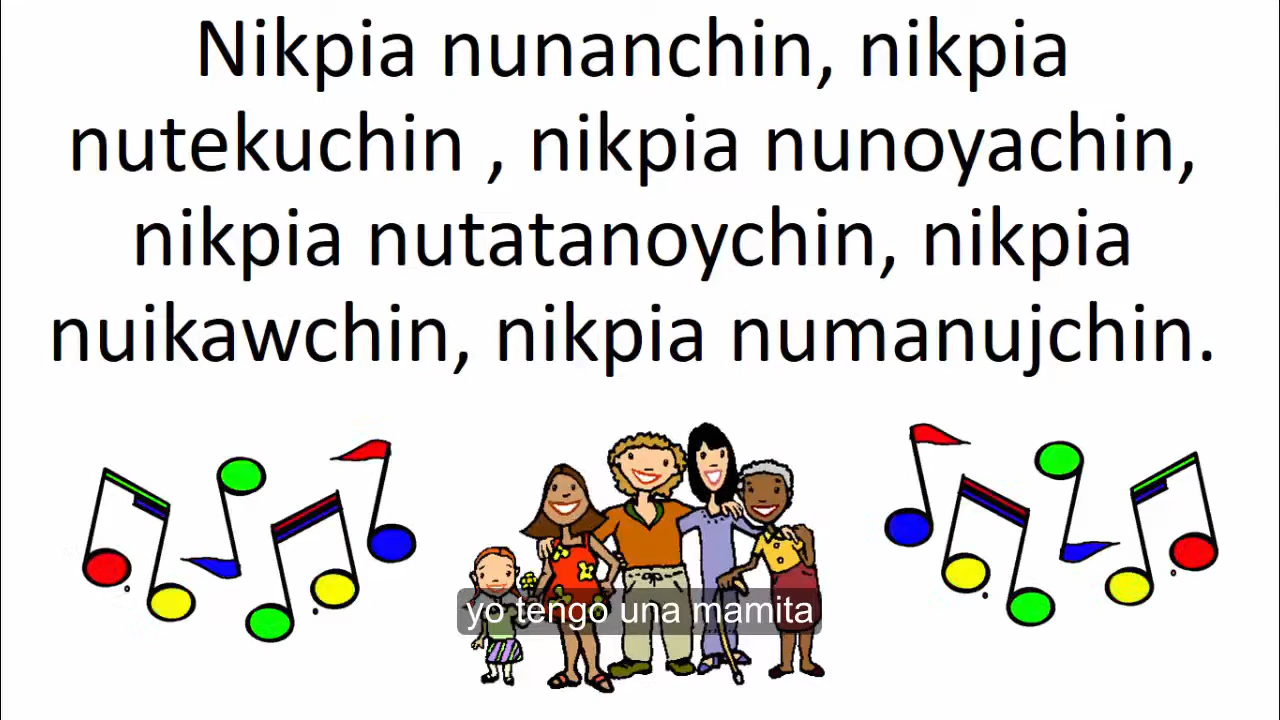 Nikpia nunanchin, nikpia
nutekuchin , nikpia nunoyachin,
nikpia nutatanoychin, nikpia
nuikawchin, nikpia numanujchin.
yo tengo una mamita